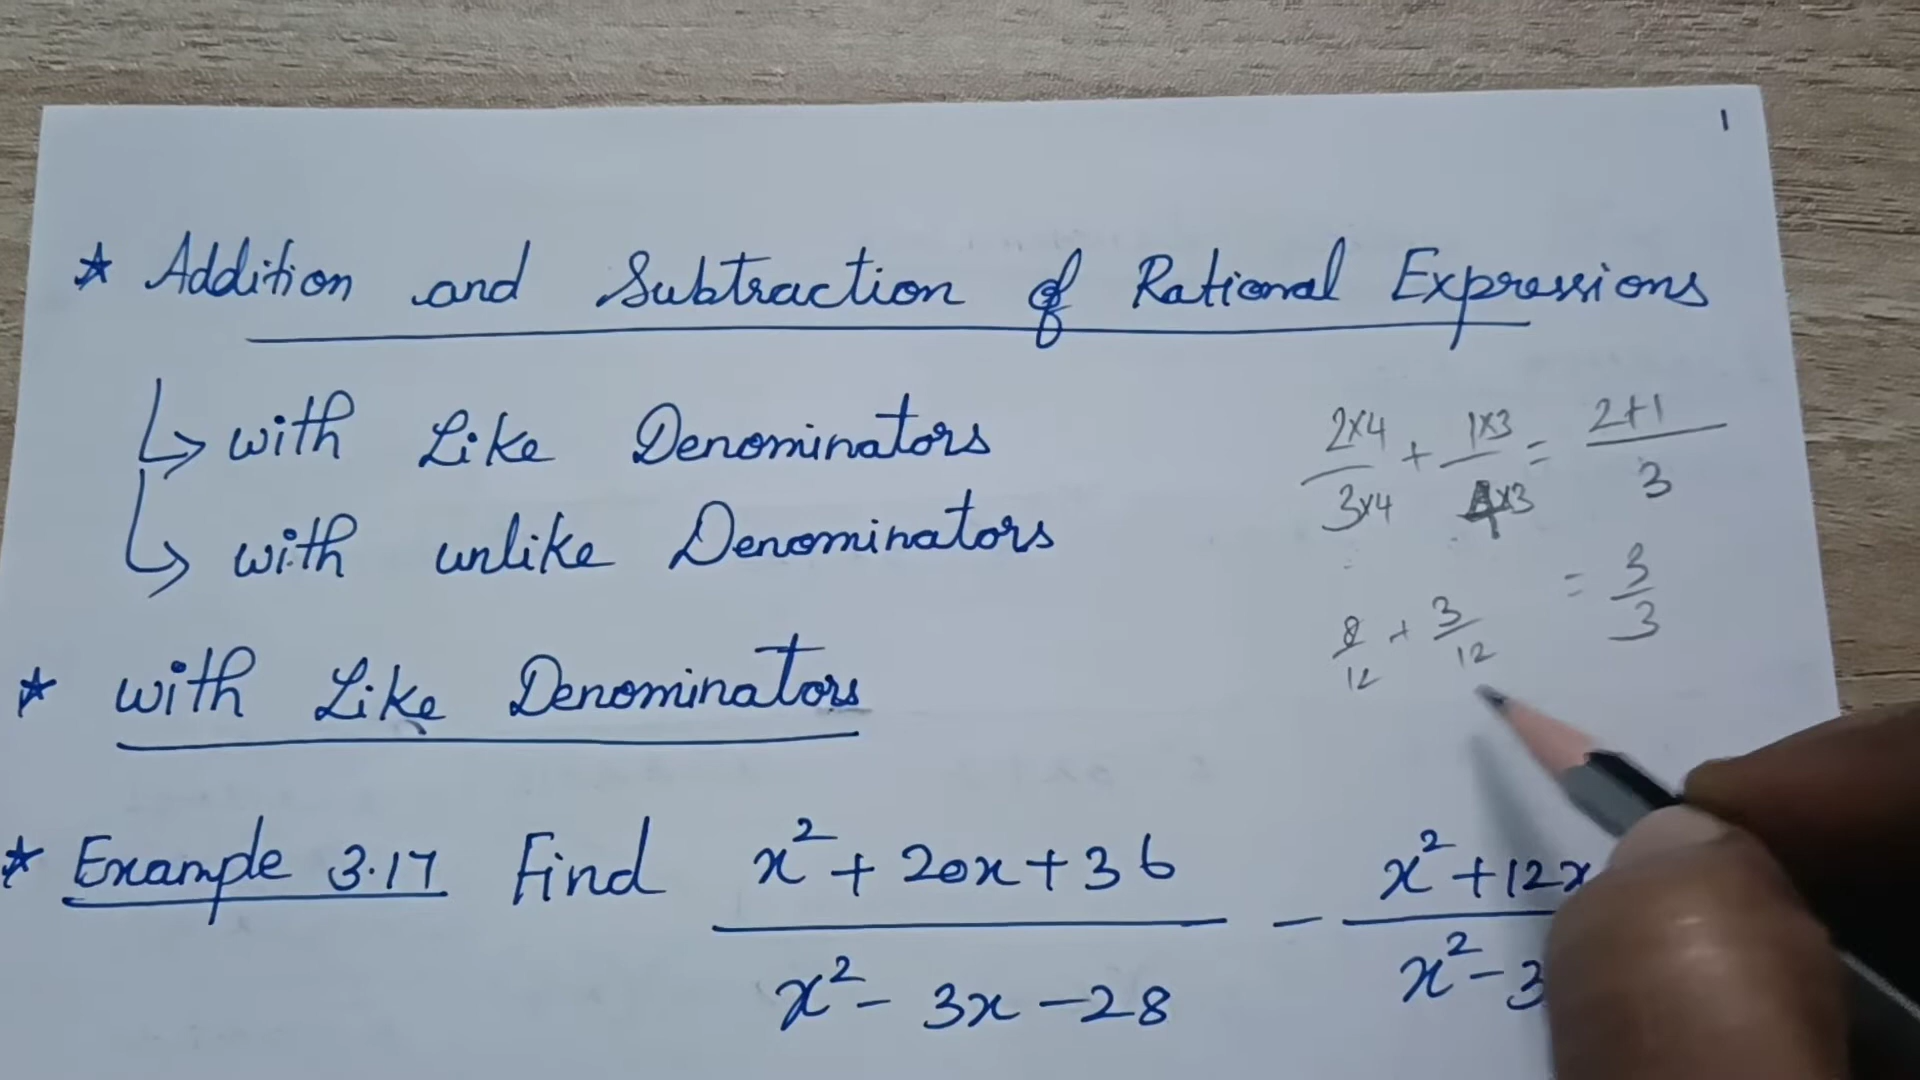 1
* Addition and Subtraction of Rational Expressions
↳ with Like Denominators
↳ with unlike Denominators
2×4/3×4 + 1×3/4×3 = 2+1/3
= 3/3
8/12 + 3/12
* with Like Denominators
* Example 3.17 Find x²+20x+36/x²-3x-28 - x²+12x/x²-3